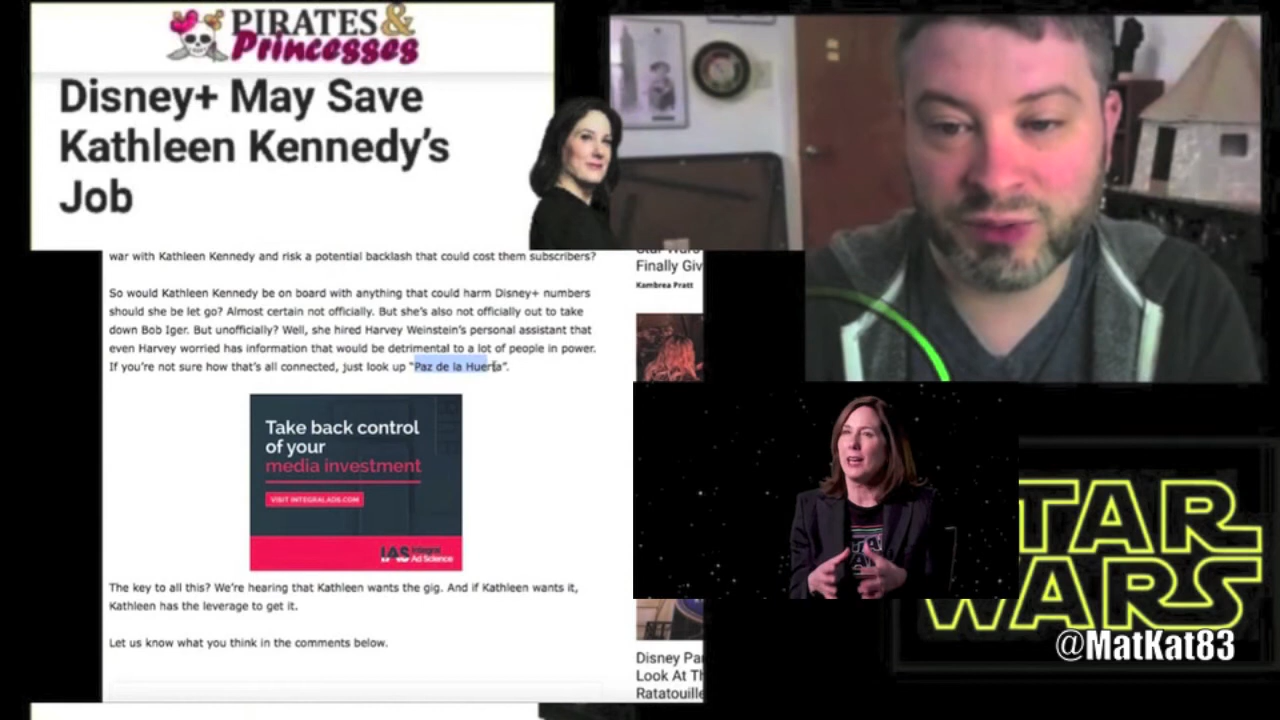 PIRATES &
Princesses
Disney+ May Save
Kathleen Kennedy's
Job
war with Kathleen Kennedy and risk a potential backlash that could cost them subscribers?
So would Kathleen Kennedy be on board with anything that could harm Disney+ numbers
should she be let go? Almost certain not officially. But she's also not officially out to take
down Bob Iger. But unofficially? Well, she hired Harvey Weinstein's personal assistant that
even Harvey worried has information that would be detrimental to a lot of people in power.
If you're not sure how that's all connected, just look up "Paz de la Huerta".
Take back control
of your
media investment
VISIT INTEGRALADS.COM
IAS Integral
Ad Science
The key to all this? We're hearing that Kathleen wants the gig. And if Kathleen wants it,
Kathleen has the leverage to get it.
Let us know what you think in the comments below.
Finally Giv
Kambrea Pratt
Disney Par
Look At Th
Ratatouille
TAR
WARS
@MatKat83